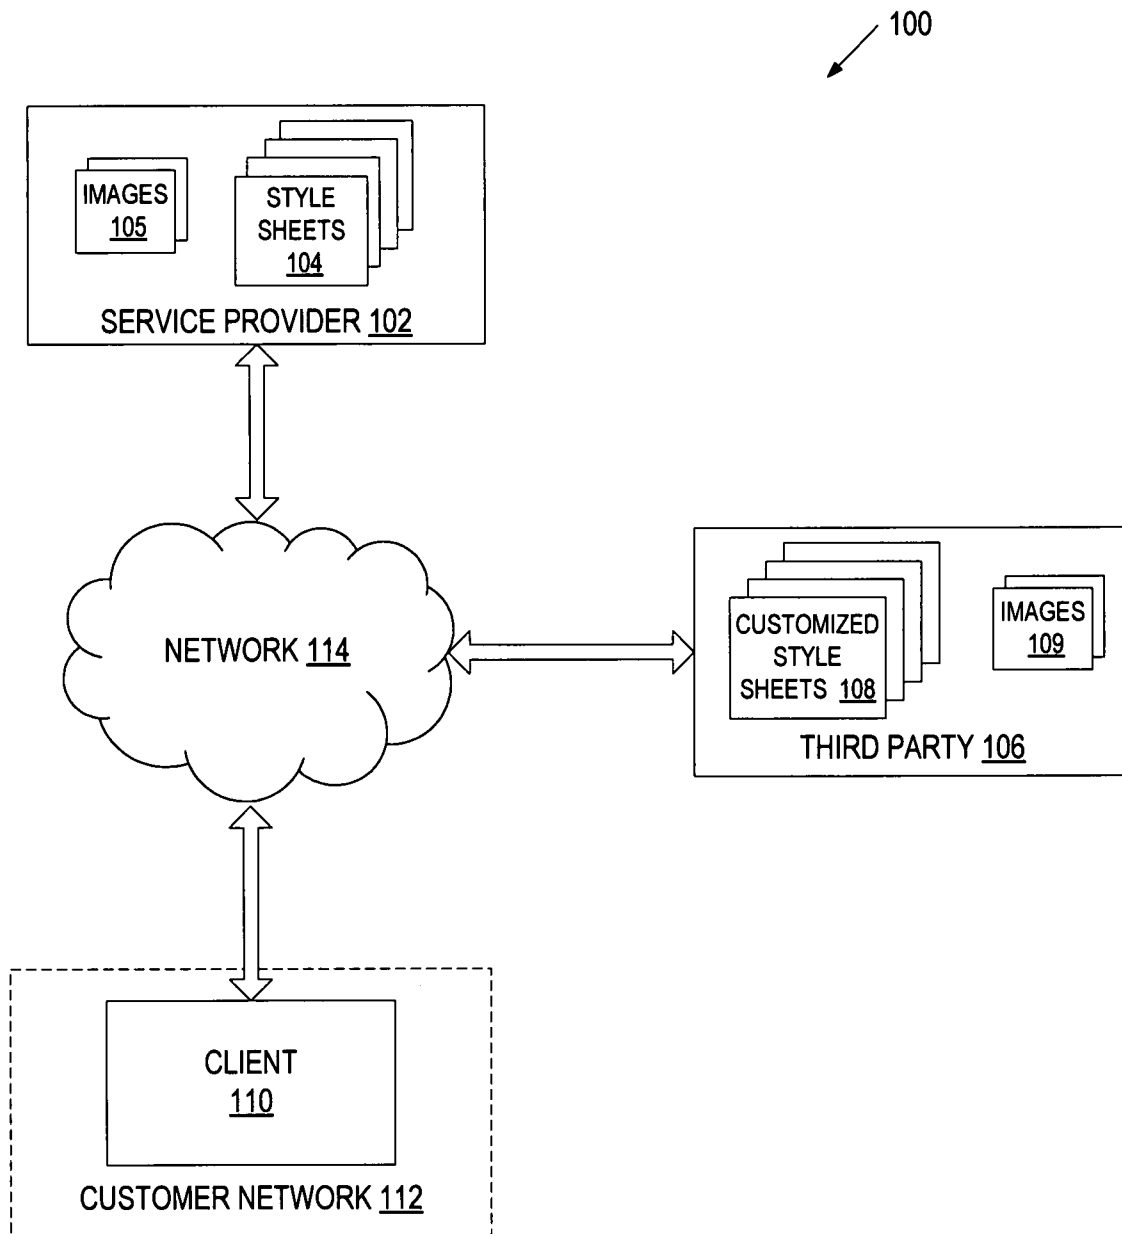 100
IMAGES
105
STYLE
SHEETS
104
SERVICE PROVIDER 102
NETWORK 114
CUSTOMIZED
STYLE
SHEETS 108
IMAGES
109
THIRD PARTY 106
CLIENT
110
CUSTOMER NETWORK 112